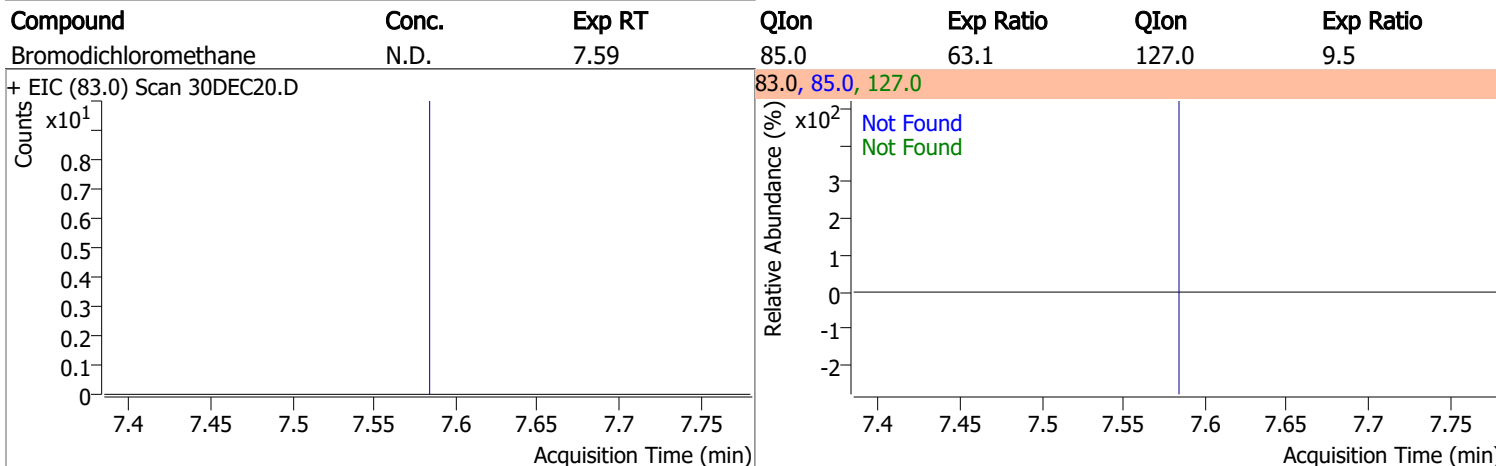 Compound Conc. Exp RT QIon Exp Ratio QIon Exp Ratio
Bromodichloromethane N.D. 7.59 85.0 63.1 127.0 9.5
+ EIC (83.0) Scan 30DEC20.D
Counts
x10¹
0.8
0.7
0.6
0.5
0.4
0.3
0.2
0.1
0
7.4 7.45 7.5 7.55 7.6 7.65 7.7 7.75
Acquisition Time (min)
83.0, 85.0, 127.0
Relative Abundance (%)
x10²
Not Found
Not Found
3
2
1
0
-1
-2
7.4 7.45 7.5 7.55 7.6 7.65 7.7 7.75
Acquisition Time (min)